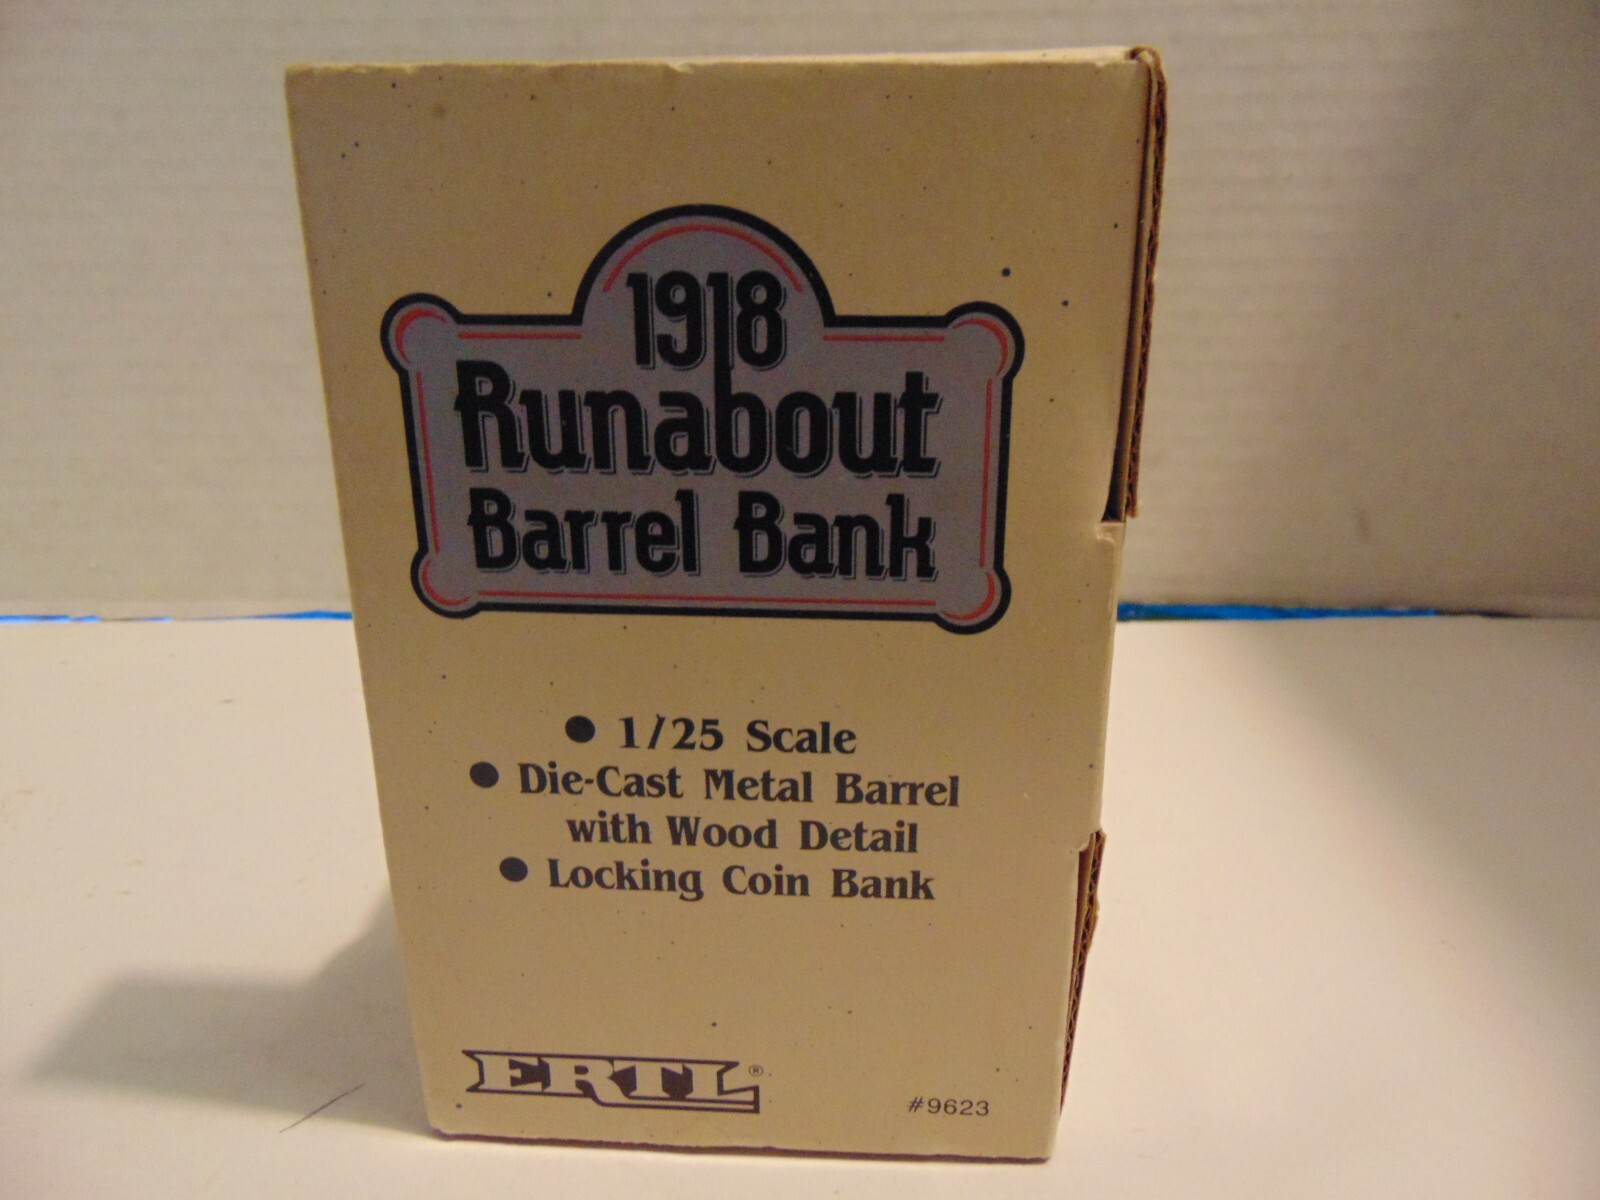 1918
Runabout
Barrel Bank
● 1/25 Scale
● Die-Cast Metal Barrel
with Wood Detail
● Locking Coin Bank
ERTL®
#9623